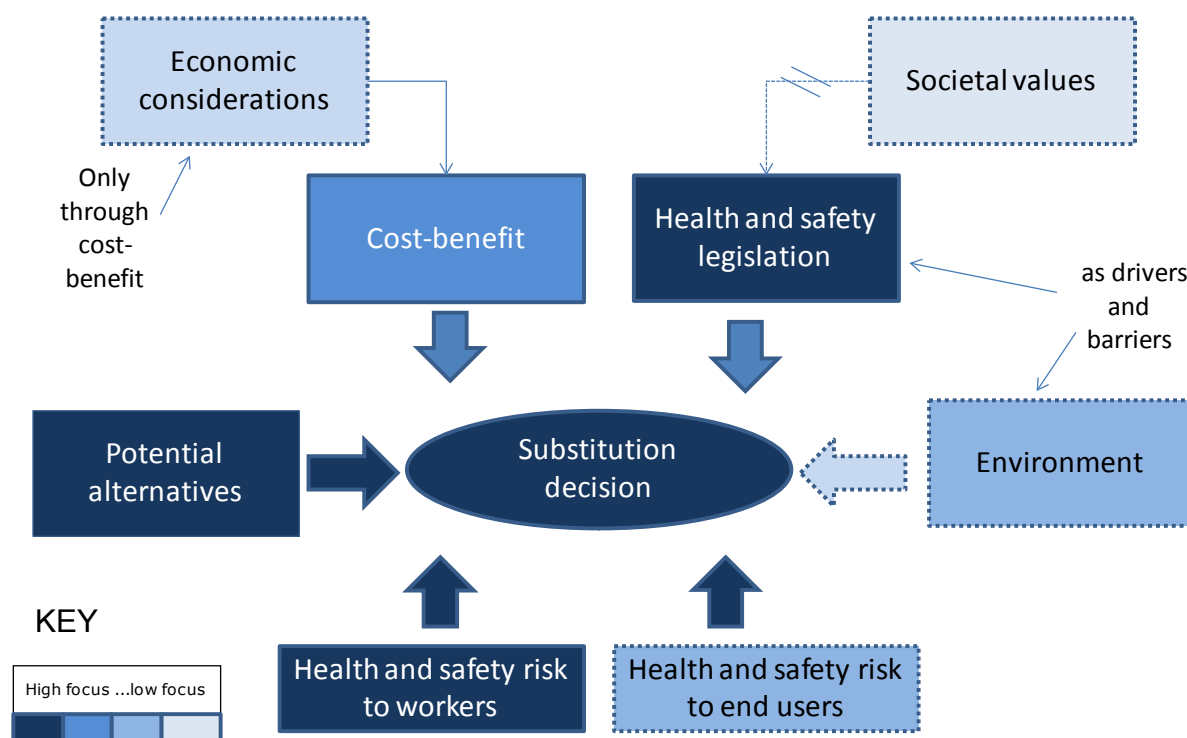 Economic
considerations
Societal values
Only
through
cost-
benefit
Cost-benefit
Health and safety
legislation
as drivers
and
barriers
Potential
alternatives
Substitution
decision
Environment
KEY
High focus ...low focus
Health and safety risk
to workers
Health and safety risk
to end users